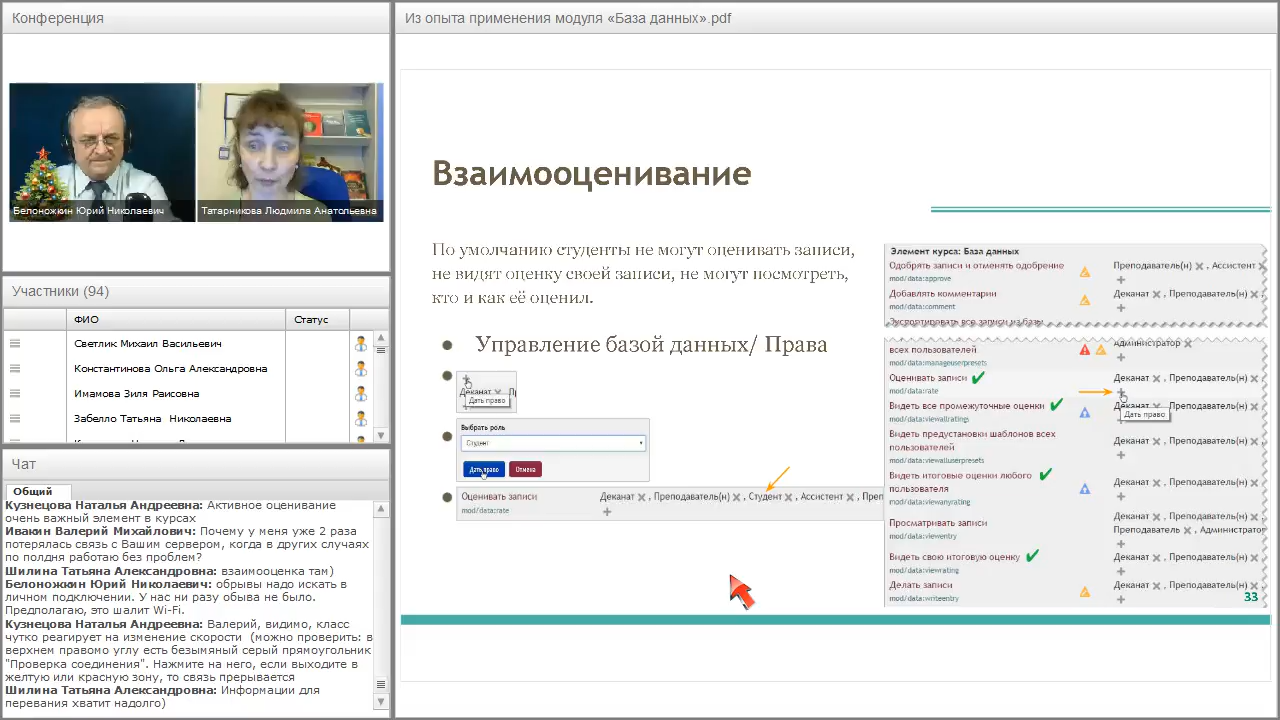 Конференция
Белоножкин Юрий Николаевич
Татарникова Людмила Анатольевна
Участники (94)
ФИО
Статус
Светлик Михаил Васильевич
Константинова Ольга Александровна
Имамова Зиля Раисовна
Забелло Татьяна Николаевна
Чат
Общий
Кузнецова Наталья Андреевна: Активное оценивание
очень важный элемент в курсах
Ивакин Валерий Михайлович: Почему у меня уже 2 раза
потерялась связь с Вашим сервером, когда в других случаях
по полдня работаю без проблем?
Шилина Татьяна Александровна: взаимооценка там)
Белоножкин Юрий Николаевич: обрывы надо искать в
личном подключении. У нас ни разу обыва не было.
Предполагаю, это шалит Wi-Fi.
Кузнецова Наталья Андреевна: Валерий, видимо, класс
чутко реагирует на изменение скорости (можно проверить: в
верхнем правомо углу есть безымяный серый прямоугольник
"Проверка соединения". Нажмите на него, если выходите в
желтую или красную зону, то связь прерывается
Шилина Татьяна Александровна: Информации для
перевания хватит надолго)
Из опыта применения модуля «База данных».pdf
Взаимооценивание
По умолчанию студенты не могут оценивать записи,
не видят оценку своей записи, не могут посмотреть,
кто и как её оценил.
Управление базой данных/ Права
Деканат
Дать право
Выбрать роль
Студент
Дать право
Отмена
Оценивать записи
mod/data:rate
Деканат , Преподаватель(н) , Студент , Ассистент , Преп
Элемент курса: База данных
Одобрять записи и отменять одобрение
mod/data:approve
Преподаватель(н) , Ассистент
Добавлять комментарии
mod/data:comment
Деканат , Преподаватель(н)
Экспортировать все записи из базы
всех пользователей
mod/data:manageuserpresets
Администратор
Оценивать записи
mod/data:rate
Деканат , Преподаватель(н)
Дать право
Видеть все промежуточные оценки
mod/data:viewallratings
Деканат , Преподаватель(н)
Видеть предустановки шаблонов всех
пользователей
mod/data:viewalluserpresets
Деканат , Преподаватель(н)
Видеть итоговые оценки любого
пользователя
mod/data:viewanyrating
Деканат , Преподаватель(н)
Просматривать записи
mod/data:viewentry
Деканат , Преподаватель(н)
Преподаватель , Администратор
Видеть свою итоговую оценку
mod/data:viewrating
Деканат , Преподаватель(н)
Делать записи
mod/data:writeentry
Деканат , Преподаватель(н)
33